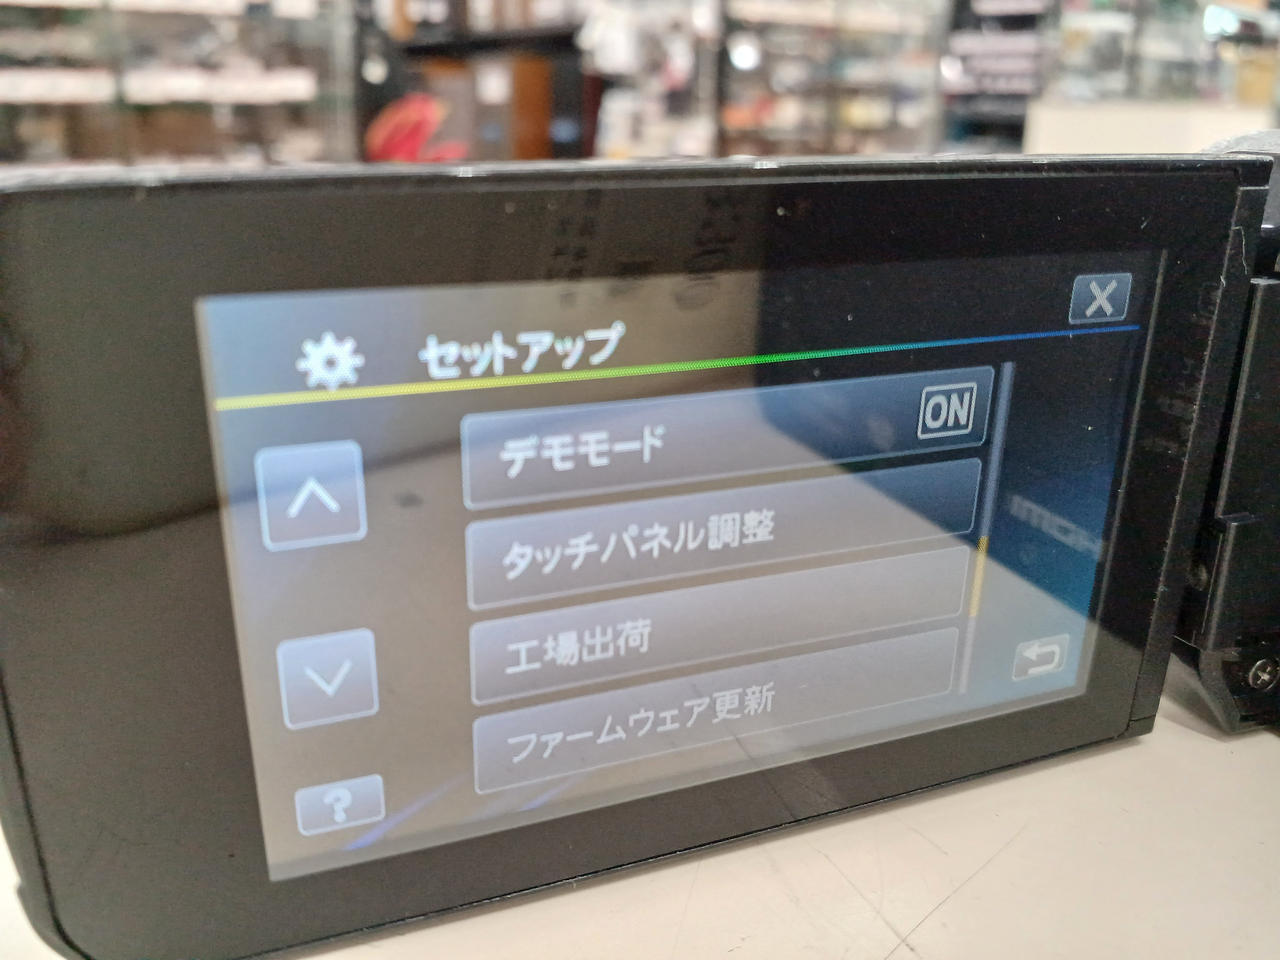 セットアップ
デモモード ON
タッチパネル調整
工場出荷
ファームウェア更新
?